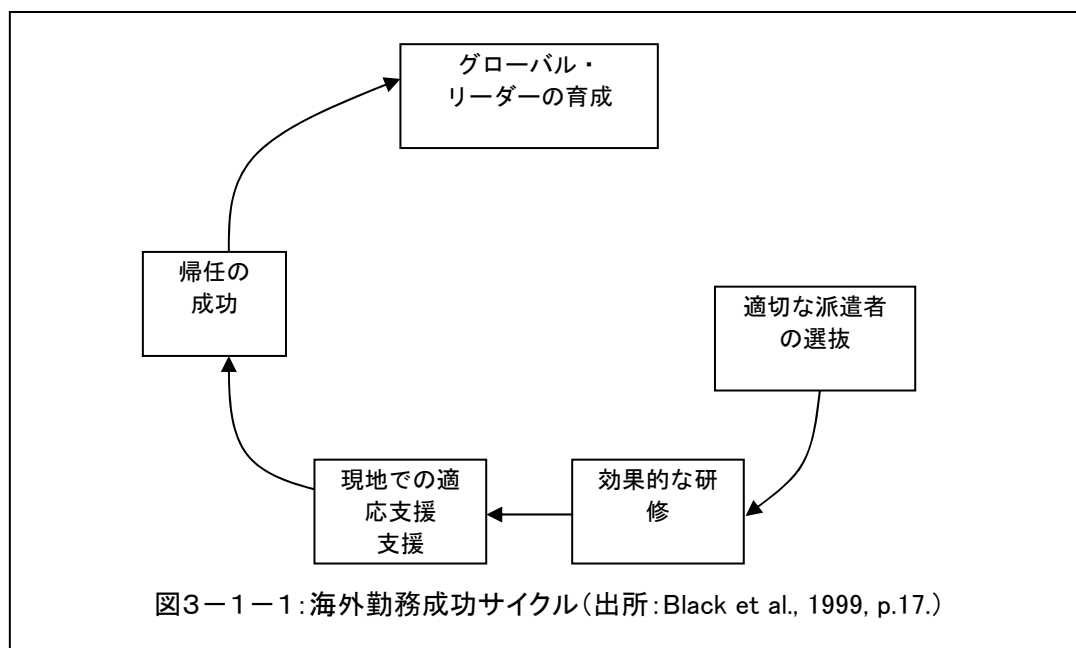 グローバル・
リーダーの育成
帰任の
成功
適切な派遣者
の選抜
現地での適
応支援
支援
効果的な研
修
図3-1-1:海外勤務成功サイクル(出所:Black et al., 1999, p.17.)